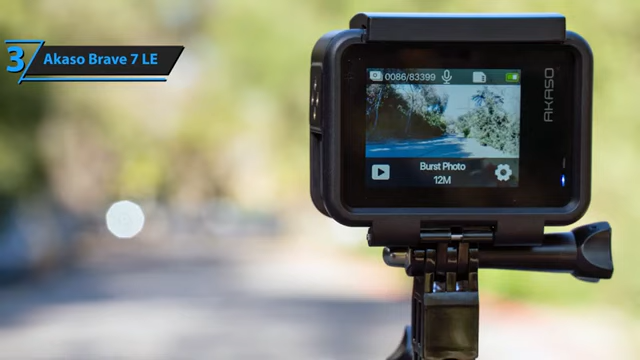 3
Akaso Brave 7 LE
0086/83399
AKASO
Burst Photo
12M